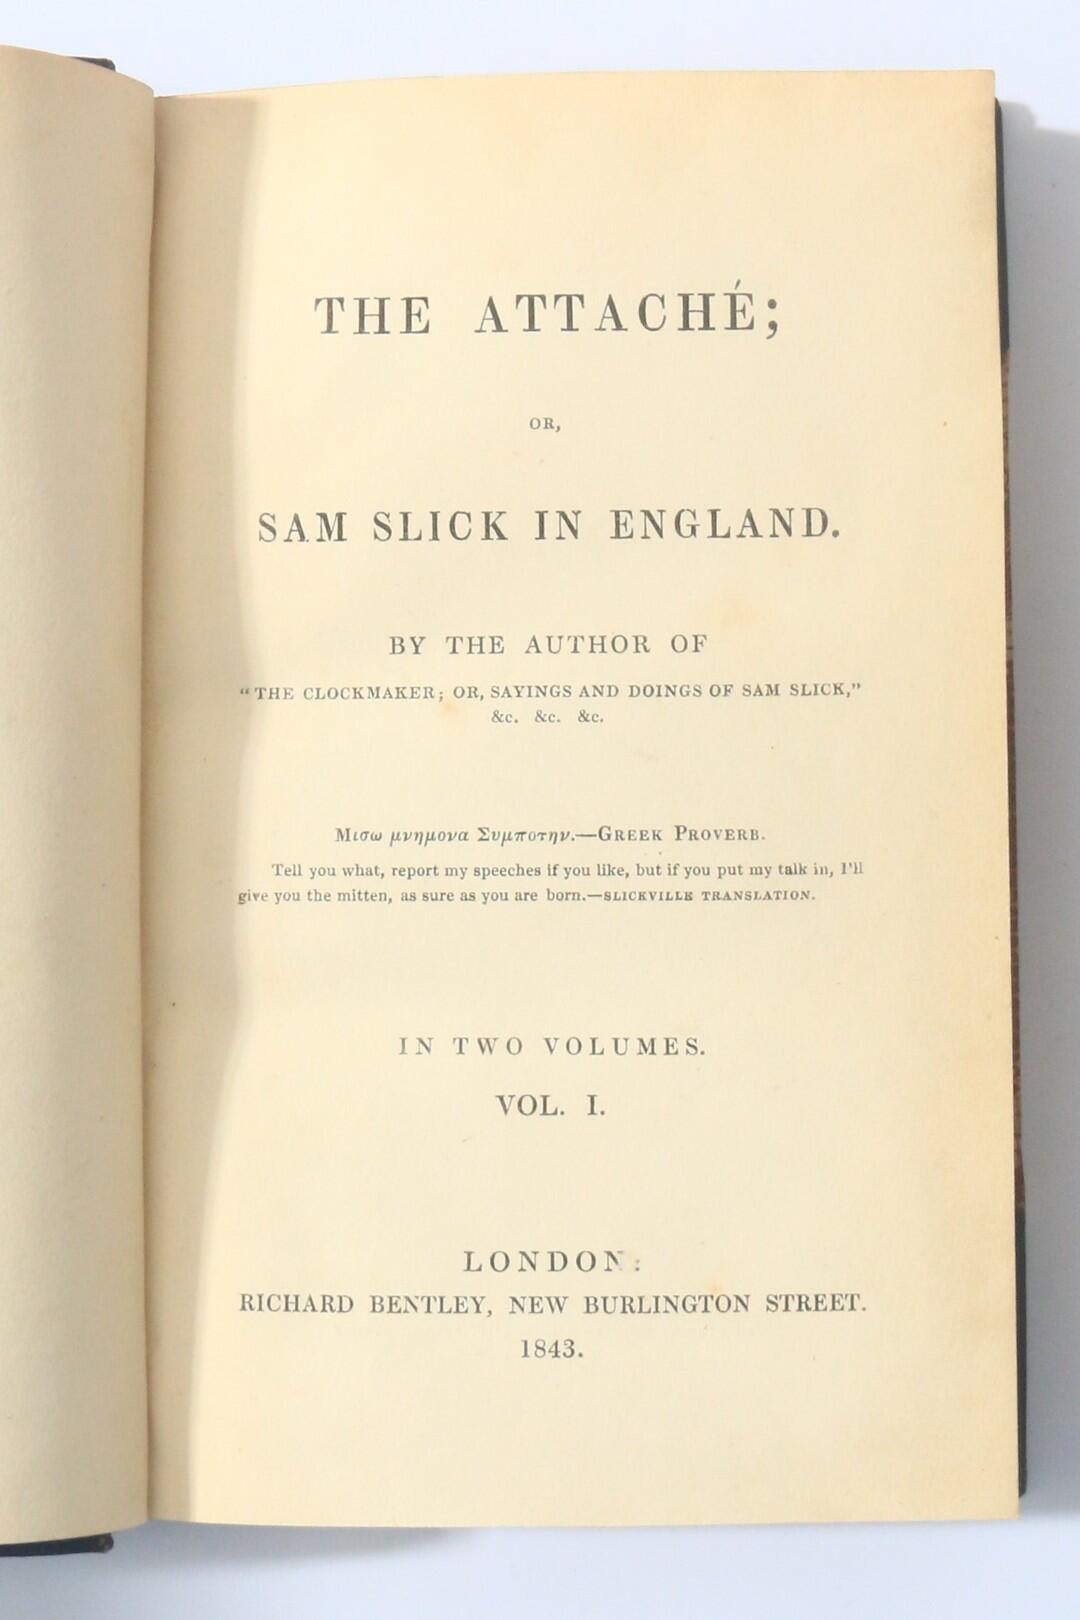 THE ATTACHÉ;
OR,
SAM SLICK IN ENGLAND.
BY THE AUTHOR OF
“THE CLOCKMAKER; OR, SAYINGS AND DOINGS OF SAM SLICK,”
&c. &c. &c.
Μισω μνημονα Συμποτην.—GREEK PROVERB.
Tell you what, report my speeches if you like, but if you put my talk in, I'll
give you the mitten, as sure as you are born.—SLICKVILLE TRANSLATION.
IN TWO VOLUMES.
VOL. I.
LONDON:
RICHARD BENTLEY, NEW BURLINGTON STREET.
1843.